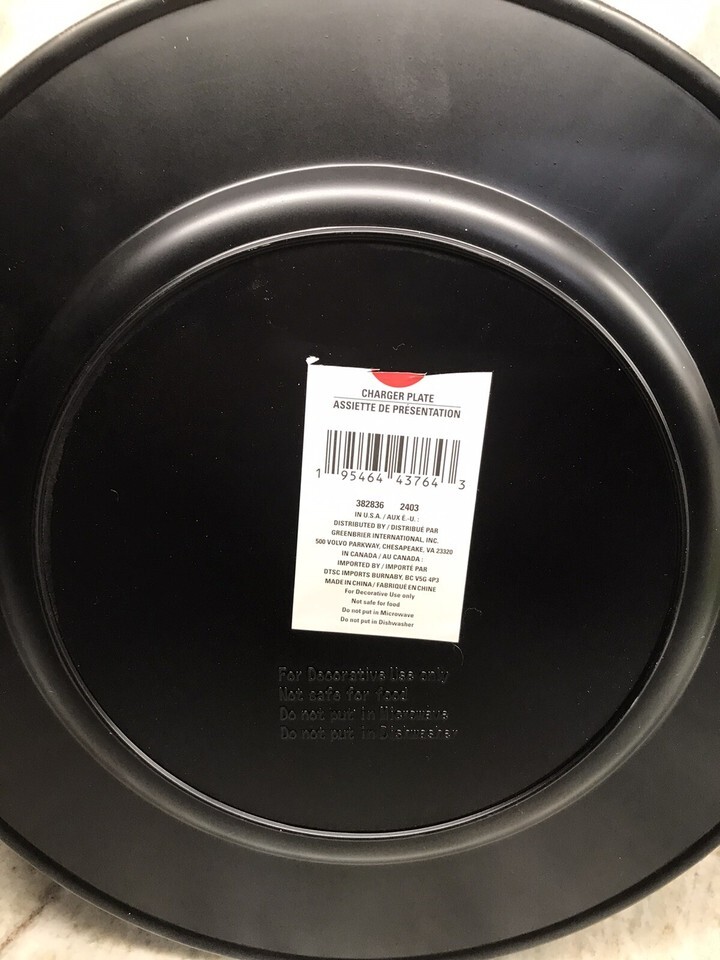 CHARGER PLATE
ASSIETTE DE PRÉSENTATION
1 95464 43764 3
382836 2403
IN U.S.A. / AUX É.-U. :
DISTRIBUTED BY / DISTRIBUÉ PAR
GREENBRIER INTERNATIONAL, INC.
500 VOLVO PARKWAY, CHESAPEAKE, VA 23320
IN CANADA / AU CANADA :
IMPORTED BY / IMPORTÉ PAR
DTSC IMPORTS BURNABY, BC V5G 4P3
MADE IN CHINA / FABRIQUÉ EN CHINE
For Decorative Use only
Not safe for food
Do not put in Microwave
Do not put in Dishwasher
For Decorative Use only
Not safe for food
Do not put in Microwave
Do not put in Dishwasher